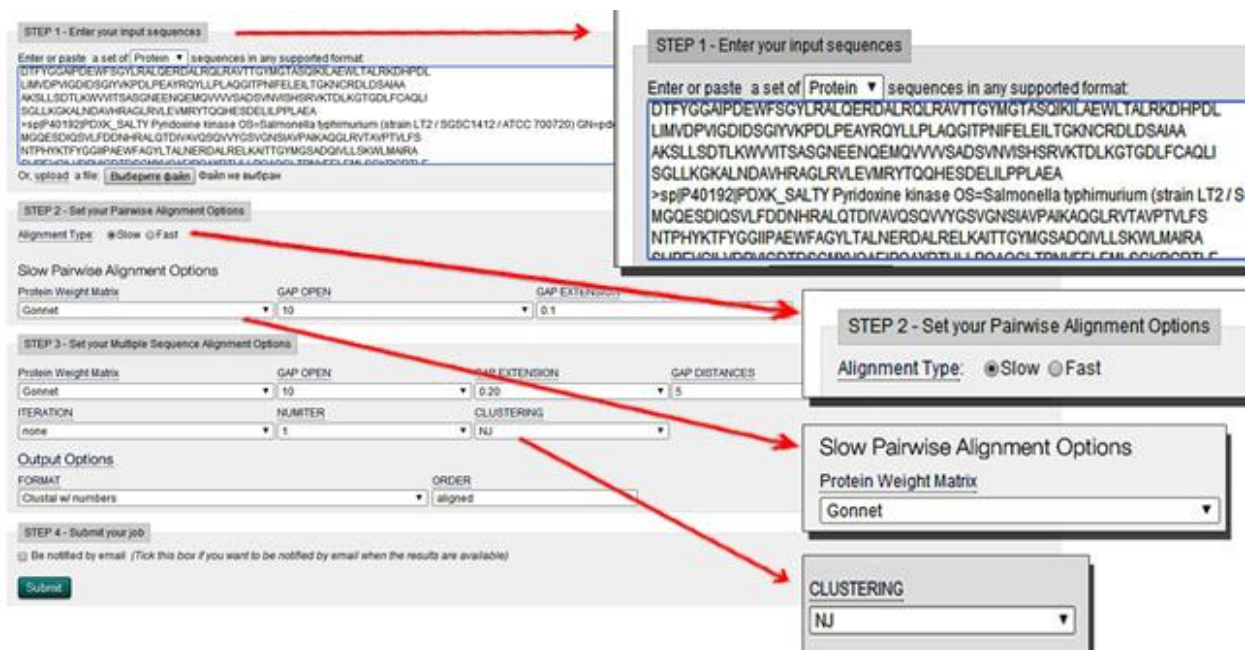 STEP 1 - Enter your input sequences
Enter or paste a set of Protein ▼ sequences in any supported format:
DTFYGGAIPDEWFSGYLRALQERDALRQLRAVTTGYMGTASQIKILAEWLTALRKDHPDL
LIMVDPVIGDIDSGIYVKPDLPEAYRQYLLPLAQGITPNIFELEILTGKNCRDLDSAIAA
AKSLLSDTLKWVVITSASGNEENQEMQVVVVSADSVNVISHSRVKTDLKGTGDLFCAQLI
SGLLKGKALNDAVHRAGLRVLEVMRYTQQHESDELILPPLAEA
>sp|P40192|PDXK_SALTY Pyridoxine kinase OS=Salmonella typhimurium (strain LT2 / SGSC1412 / ATCC 700720)
MGQESDIQSVLFDDNHRALQTDIVAVQSQVVYGSVGNSIAVPAIKAQGLRVTAVPTVLFS
NTPHYKTFYGGIIPAEWFAGYLTALNERDALRELKAITTGYMGSADQIVLLSKWLMAIRA
Or, upload a file: Выберите файл Файл не выбран
STEP 2 - Set your Pairwise Alignment Options
Alignment Type: Slow Fast
Slow Pairwise Alignment Options
Protein Weight Matrix GAP OPEN GAP EXTENSION
Gonnet 10 0.1
STEP 3 - Set your Multiple Sequence Alignment Options
Protein Weight Matrix GAP OPEN GAP EXTENSION GAP DISTANCES
Gonnet 10 0.20 5
ITERATION NUMITER CLUSTERING
none 1 NJ
Output Options
FORMAT ORDER
Clustal w/ numbers aligned
STEP 4 - Submit your job
Be notified by email (Tick this box if you want to be notified by email when the results are available)
Submit
STEP 1 - Enter your input sequences
Enter or paste a set of Protein ▼ sequences in any supported format:
DTFYGGAIPDEWFSGYLRALQERDALRQLRAVTTGYMGTASQIKILAEWLTALRKDHPDL
LIMVDPVIGDIDSGIYVKPDLPEAYRQYLLPLAQGITPNIFELEILTGKNCRDLDSAIAA
AKSLLSDTLKWVVITSASGNEENQEMQVVVVSADSVNVISHSRVKTDLKGTGDLFCAQLI
SGLLKGKALNDAVHRAGLRVLEVMRYTQQHESDELILPPLAEA
>sp|P40192|PDXK_SALTY Pyridoxine kinase OS=Salmonella typhimurium (strain LT2 / S
MGQESDIQSVLFDDNHRALQTDIVAVQSQVVYGSVGNSIAVPAIKAQGLRVTAVPTVLFS
NTPHYKTFYGGIIPAEWFAGYLTALNERDALRELKAITTGYMGSADQIVLLSKWLMAIRA
STEP 2 - Set your Pairwise Alignment Options
Alignment Type: Slow Fast
Slow Pairwise Alignment Options
Protein Weight Matrix
Gonnet
CLUSTERING
NJ